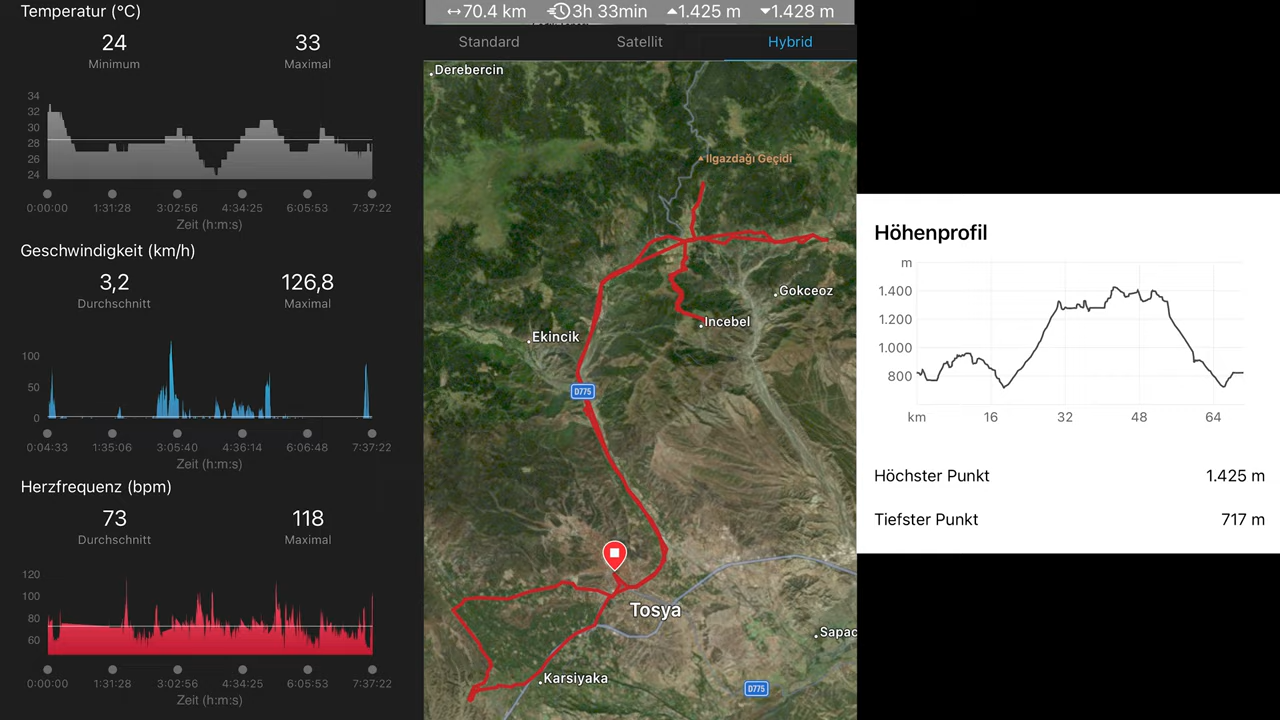 Temperatur (°C)
24 33
Minimum Maximal
34
32
30
28
26
24
0:00:00 1:31:28 3:02:56 4:34:25 6:05:53 7:37:22
Zeit (h:m:s)
Geschwindigkeit (km/h)
3,2 126,8
Durchschnitt Maximal
100
50
0
0:04:33 1:35:06 3:05:40 4:36:14 6:06:48 7:37:22
Zeit (h:m:s)
Herzfrequenz (bpm)
73 118
Durchschnitt Maximal
120
100
80
60
0:00:00 1:31:28 3:02:56 4:34:25 6:05:53 7:37:22
Zeit (h:m:s)
70.4 km 3h 33min 1.425 m 1.428 m
Standard Satellit Hybrid
Derebercin
Ilgazdağı Geçidi
Gokceoz
Incebel
Ekincik
D775
Tosya
Sapac
Karsiyaka
D775
Höhenprofil
m
1.400
1.200
1.000
800
km 16 32 48 64
Höchster Punkt 1.425 m
Tiefster Punkt 717 m